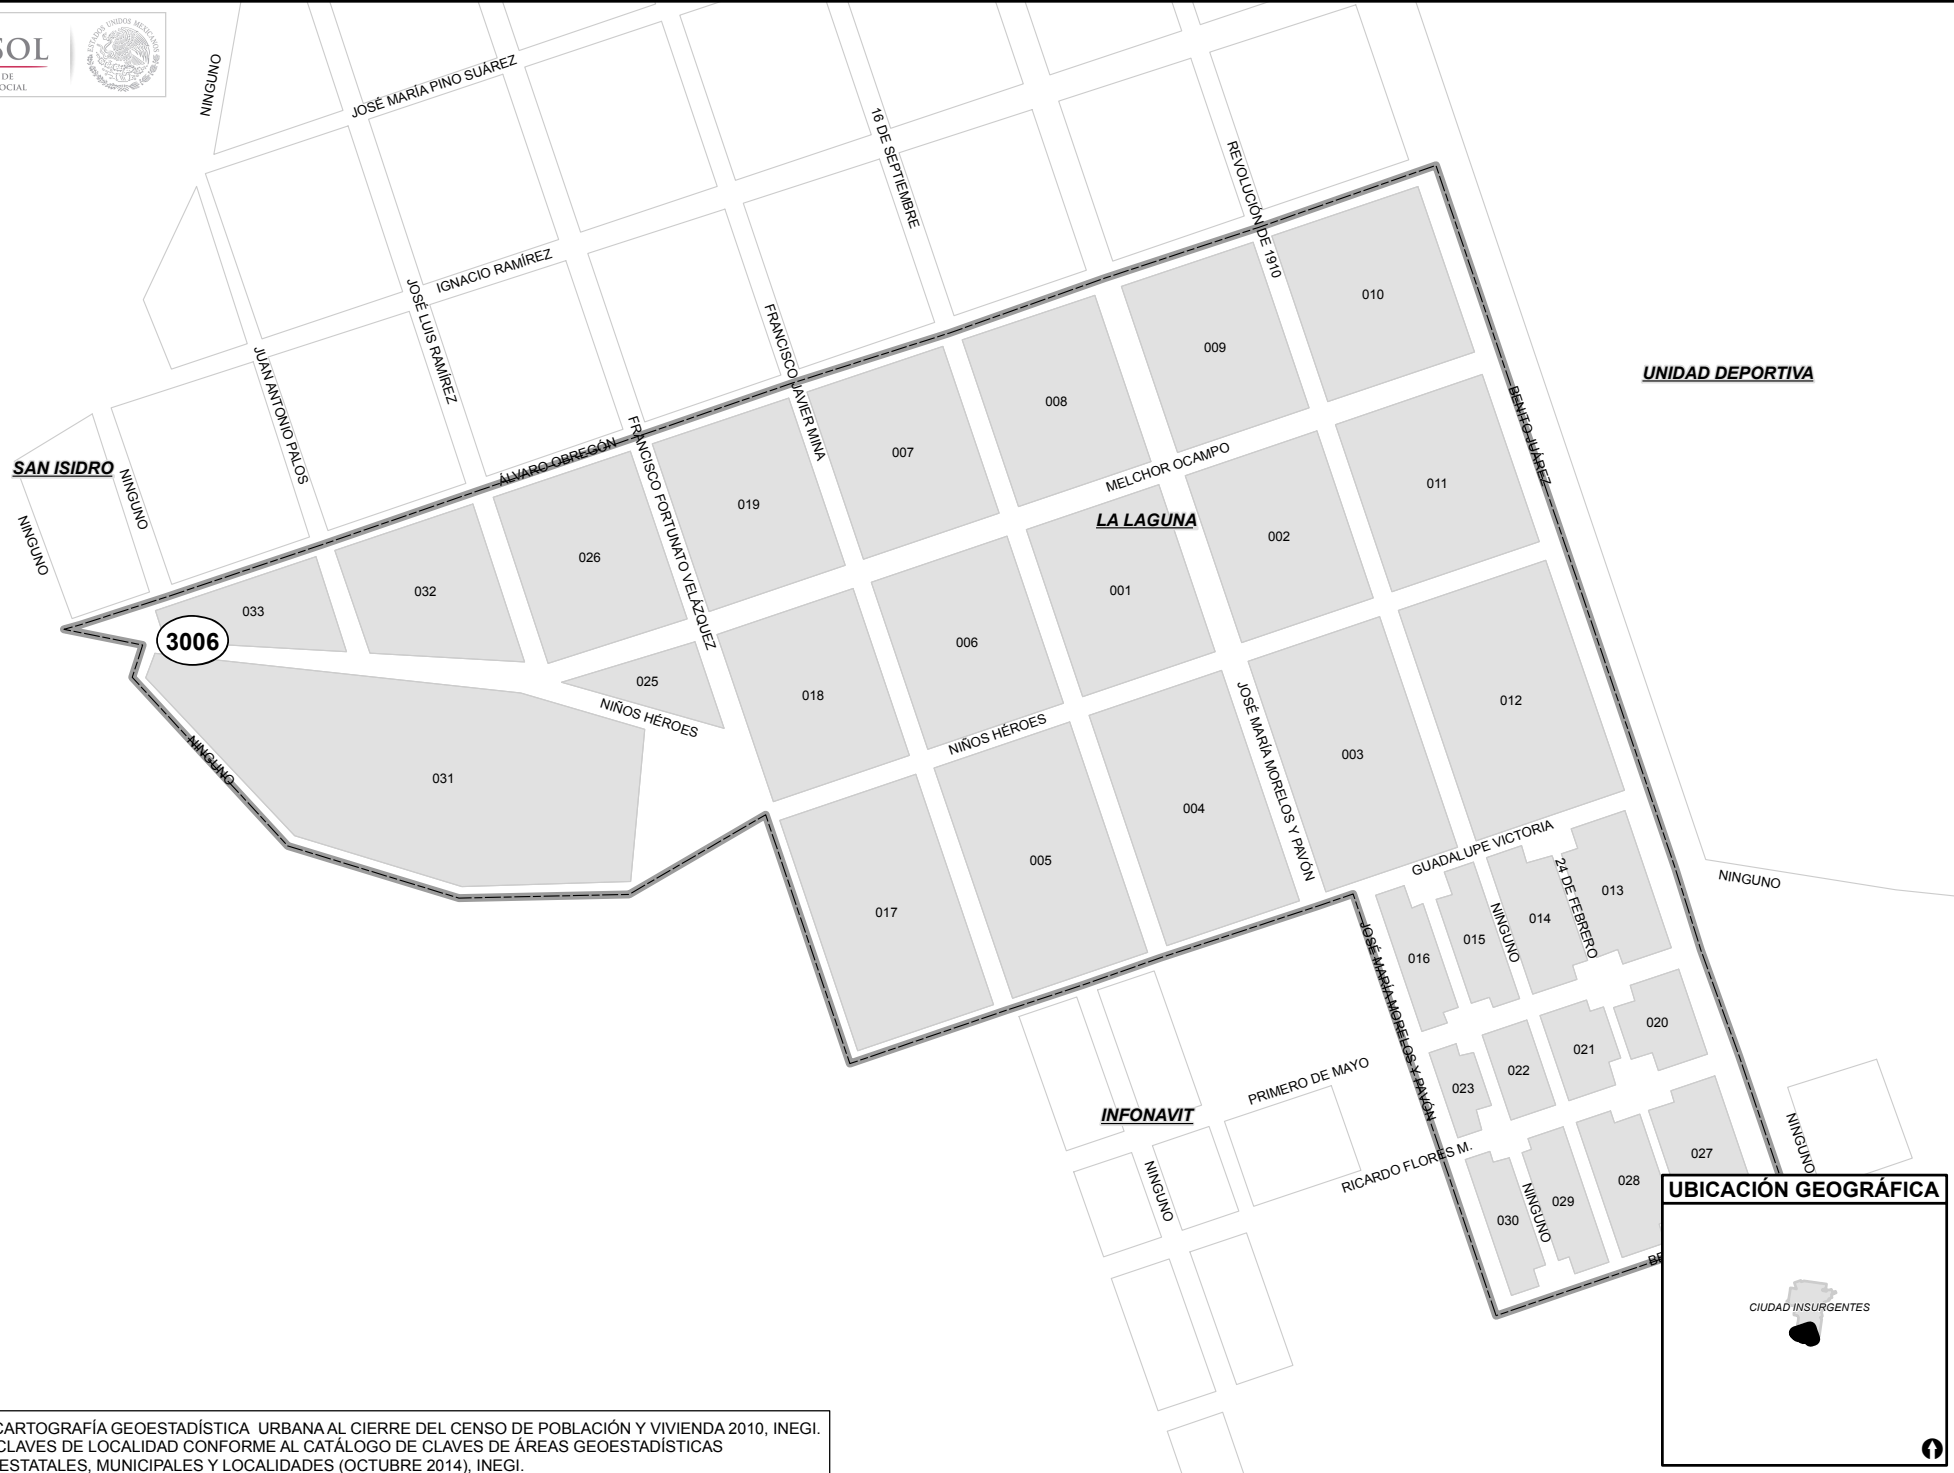 SOL
DE
OCIAL
ESTADOS UNIDOS MEXICANOS
NINGUNO
JOSÉ MARÍA PINO SUÁREZ
16 DE SEPTIEMBRE
REVOLUCIÓN DE 1910
IGNACIO RAMÍREZ
JOSÉ LUIS RAMÍREZ
FRANCISCO JAVIER MINA
JUAN ANTONIO PALOS
010
009
UNIDAD DEPORTIVA
008
BENITO JUÁREZ
FRANCISCO FORTUNATO VELÁZQUEZ
ÁLVARO OBREGÓN
007
MELCHOR OCAMPO
SAN ISIDRO
NINGUNO
NINGUNO
011
019
LA LAGUNA
002
026
032
001
033
3006
006
025
018
012
NIÑOS HÉROES
NIÑOS HÉROES
JOSÉ MARÍA MORELOS Y PAVÓN
003
NINGUNO
031
004
GUADALUPE VICTORIA
005
24 DE FEBRERO
013
NINGUNO
017
014
NINGUNO
015
016
JOSÉ MARÍA MORELOS Y PAVÓN
020
021
022
023
PRIMERO DE MAYO
INFONAVIT
NINGUNO
RICARDO FLORES M.
027
NINGUNO
028
029
NINGUNO
030
BE
UBICACIÓN GEOGRÁFICA
CIUDAD INSURGENTES
CARTOGRAFÍA GEOESTADÍSTICA URBANA AL CIERRE DEL CENSO DE POBLACIÓN Y VIVIENDA 2010, INEGI.
CLAVES DE LOCALIDAD CONFORME AL CATÁLOGO DE CLAVES DE ÁREAS GEOESTADÍSTICAS
ESTATALES, MUNICIPALES Y LOCALIDADES (OCTUBRE 2014), INEGI.